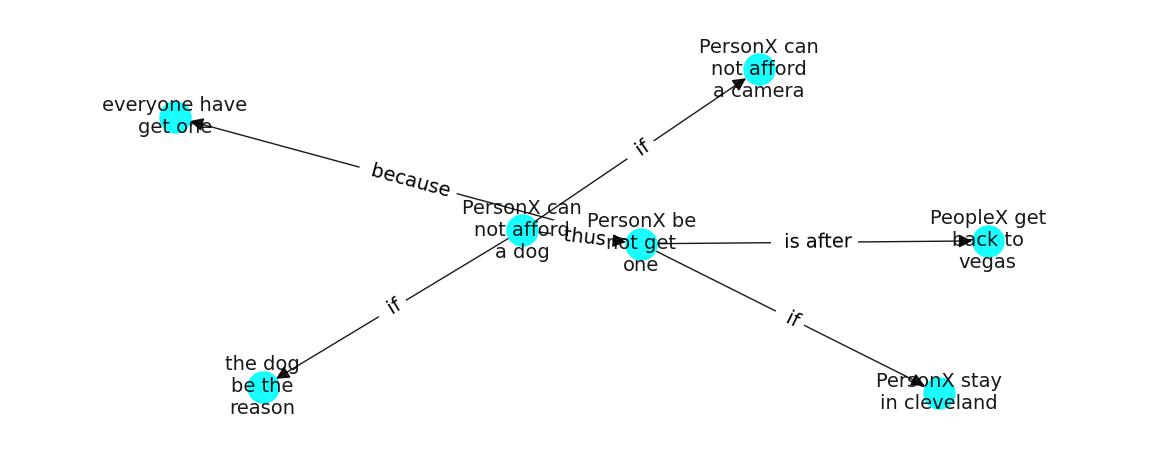 PersonX can
not afford
a camera
everyone have
get one
if
because
PersonX can
not afford
a dog
thus
PersonX be
not get
one
is after
PeopleX get
back to
vegas
if
if
the dog
be the
reason
PersonX stay
in cleveland